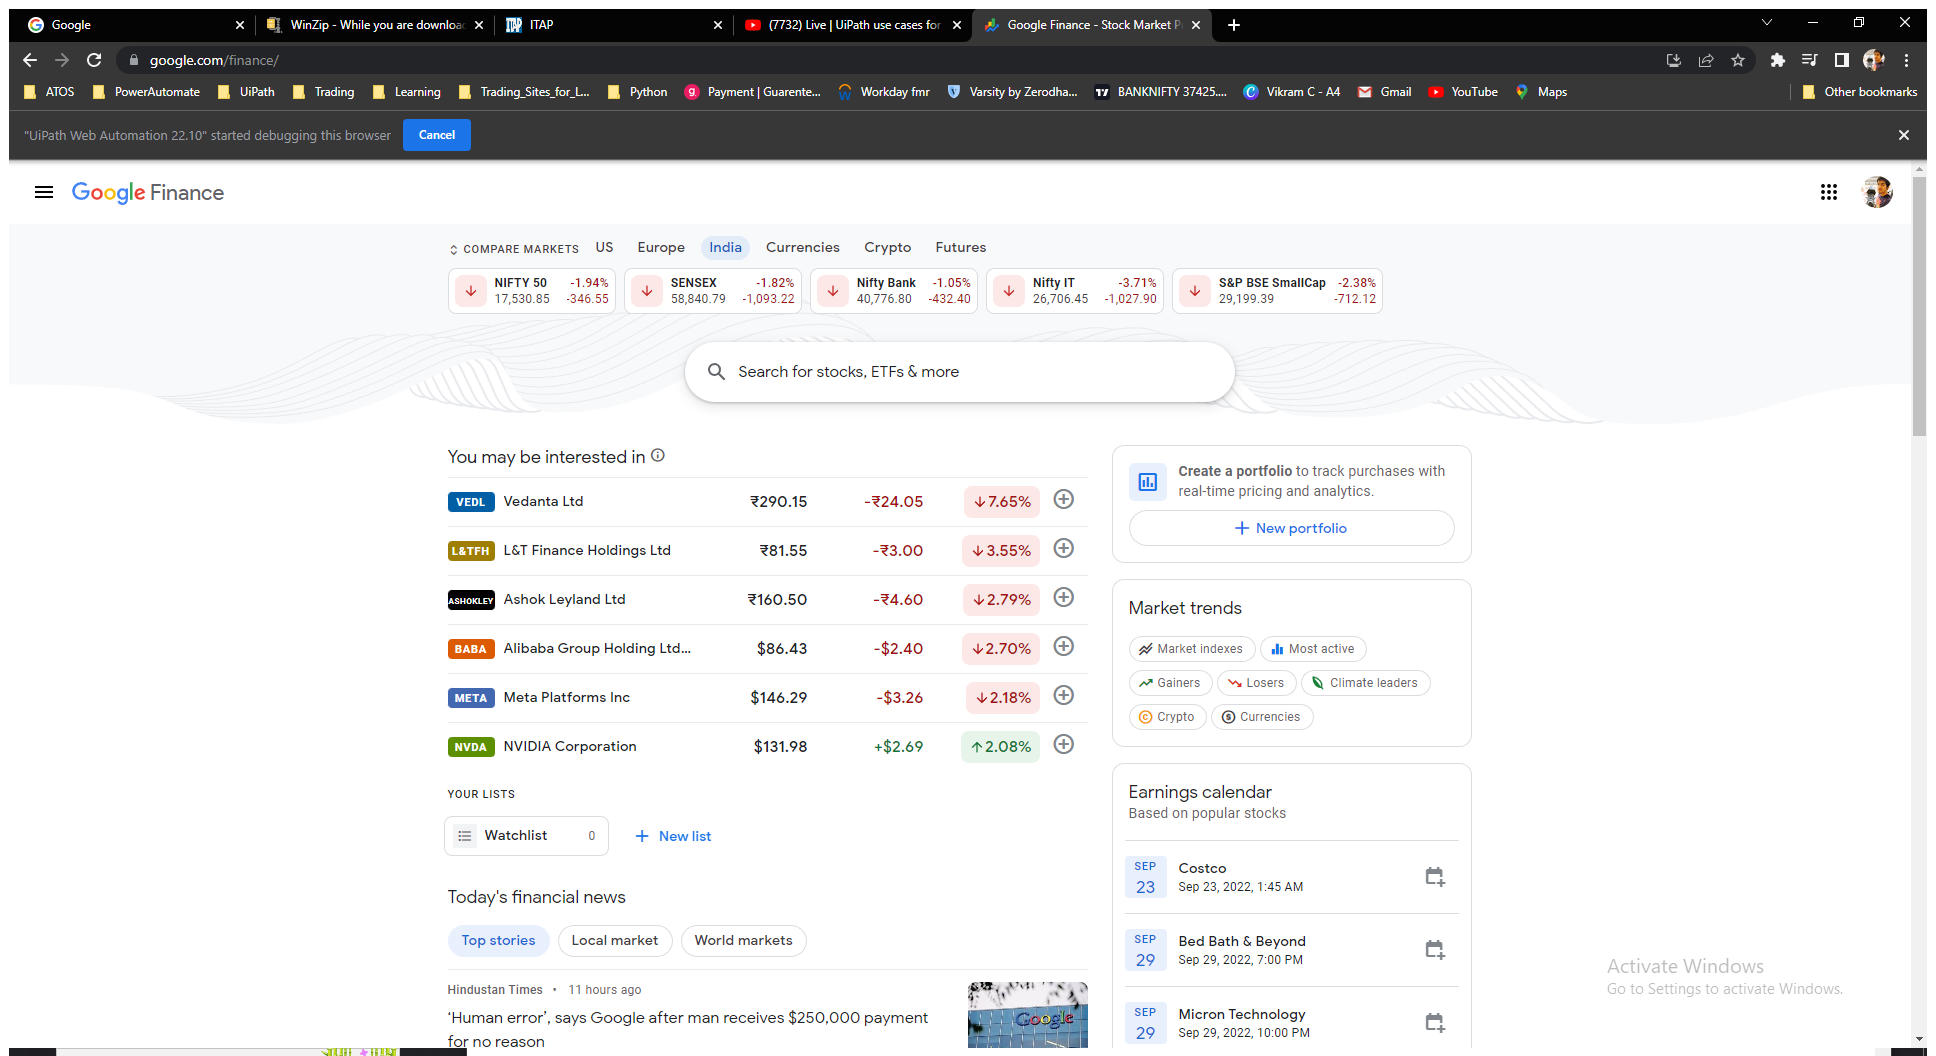 Google
WinZip - While you are downloa
ITAP
(7732) Live | UiPath use cases for
Google Finance - Stock Market P
google.com/finance/
ATOS
PowerAutomate
UiPath
Trading
Learning
Trading_Sites_for_L...
Python
Payment | Guarente...
Workday fmr
Varsity by Zerodha...
BANKNIFTY 37425....
Vikram C - A4
Gmail
YouTube
Maps
Other bookmarks
"UiPath Web Automation 22.10" started debugging this browser
Cancel
Google Finance
COMPARE MARKETS
US
Europe
India
Currencies
Crypto
Futures
NIFTY 50 -1.94%
17,530.85 -346.55
SENSEX -1.82%
58,840.79 -1,093.22
Nifty Bank -1.05%
40,776.80 -432.40
Nifty IT -3.71%
26,706.45 -1,027.90
S&P BSE SmallCap -2.38%
29,199.39 -712.12
Search for stocks, ETFs & more
You may be interested in
VEDL Vedanta Ltd ₹290.15 -₹24.05 ↓7.65%
L&TFH L&T Finance Holdings Ltd ₹81.55 -₹3.00 ↓3.55%
ASHOKLEY Ashok Leyland Ltd ₹160.50 -₹4.60 ↓2.79%
BABA Alibaba Group Holding Ltd... $86.43 -$2.40 ↓2.70%
META Meta Platforms Inc $146.29 -$3.26 ↓2.18%
NVDA NVIDIA Corporation $131.98 +$2.69 ↑2.08%
YOUR LISTS
Watchlist 0
+ New list
Today's financial news
Top stories
Local market
World markets
Hindustan Times • 11 hours ago
‘Human error’, says Google after man receives $250,000 payment
for no reason
Google
Create a portfolio to track purchases with
real-time pricing and analytics.
+ New portfolio
Market trends
Market indexes
Most active
Gainers
Losers
Climate leaders
Crypto
Currencies
Earnings calendar
Based on popular stocks
SEP
23
Costco
Sep 23, 2022, 1:45 AM
SEP
29
Bed Bath & Beyond
Sep 29, 2022, 7:00 PM
SEP
29
Micron Technology
Sep 29, 2022, 10:00 PM
Activate Windows
Go to Settings to activate Windows.